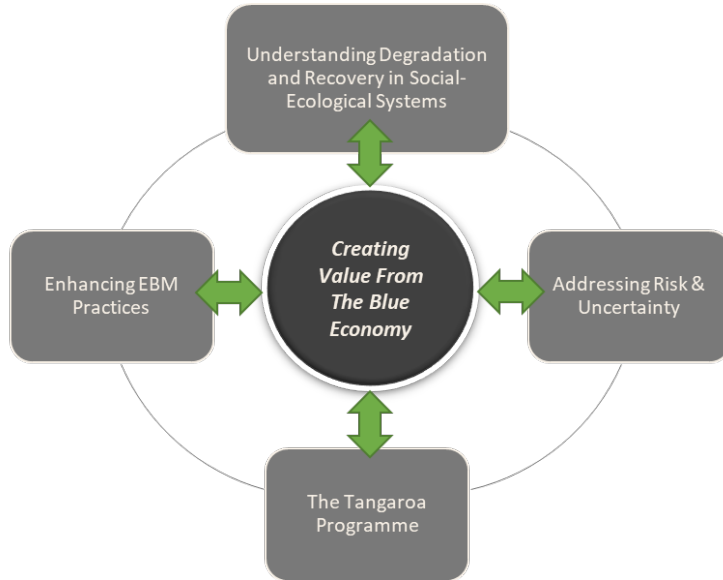 Understanding Degradation
and Recovery in Social-
Ecological Systems
Enhancing EBM
Practices
Creating
Value From
The Blue
Economy
Addressing Risk &
Uncertainty
The Tangaroa
Programme